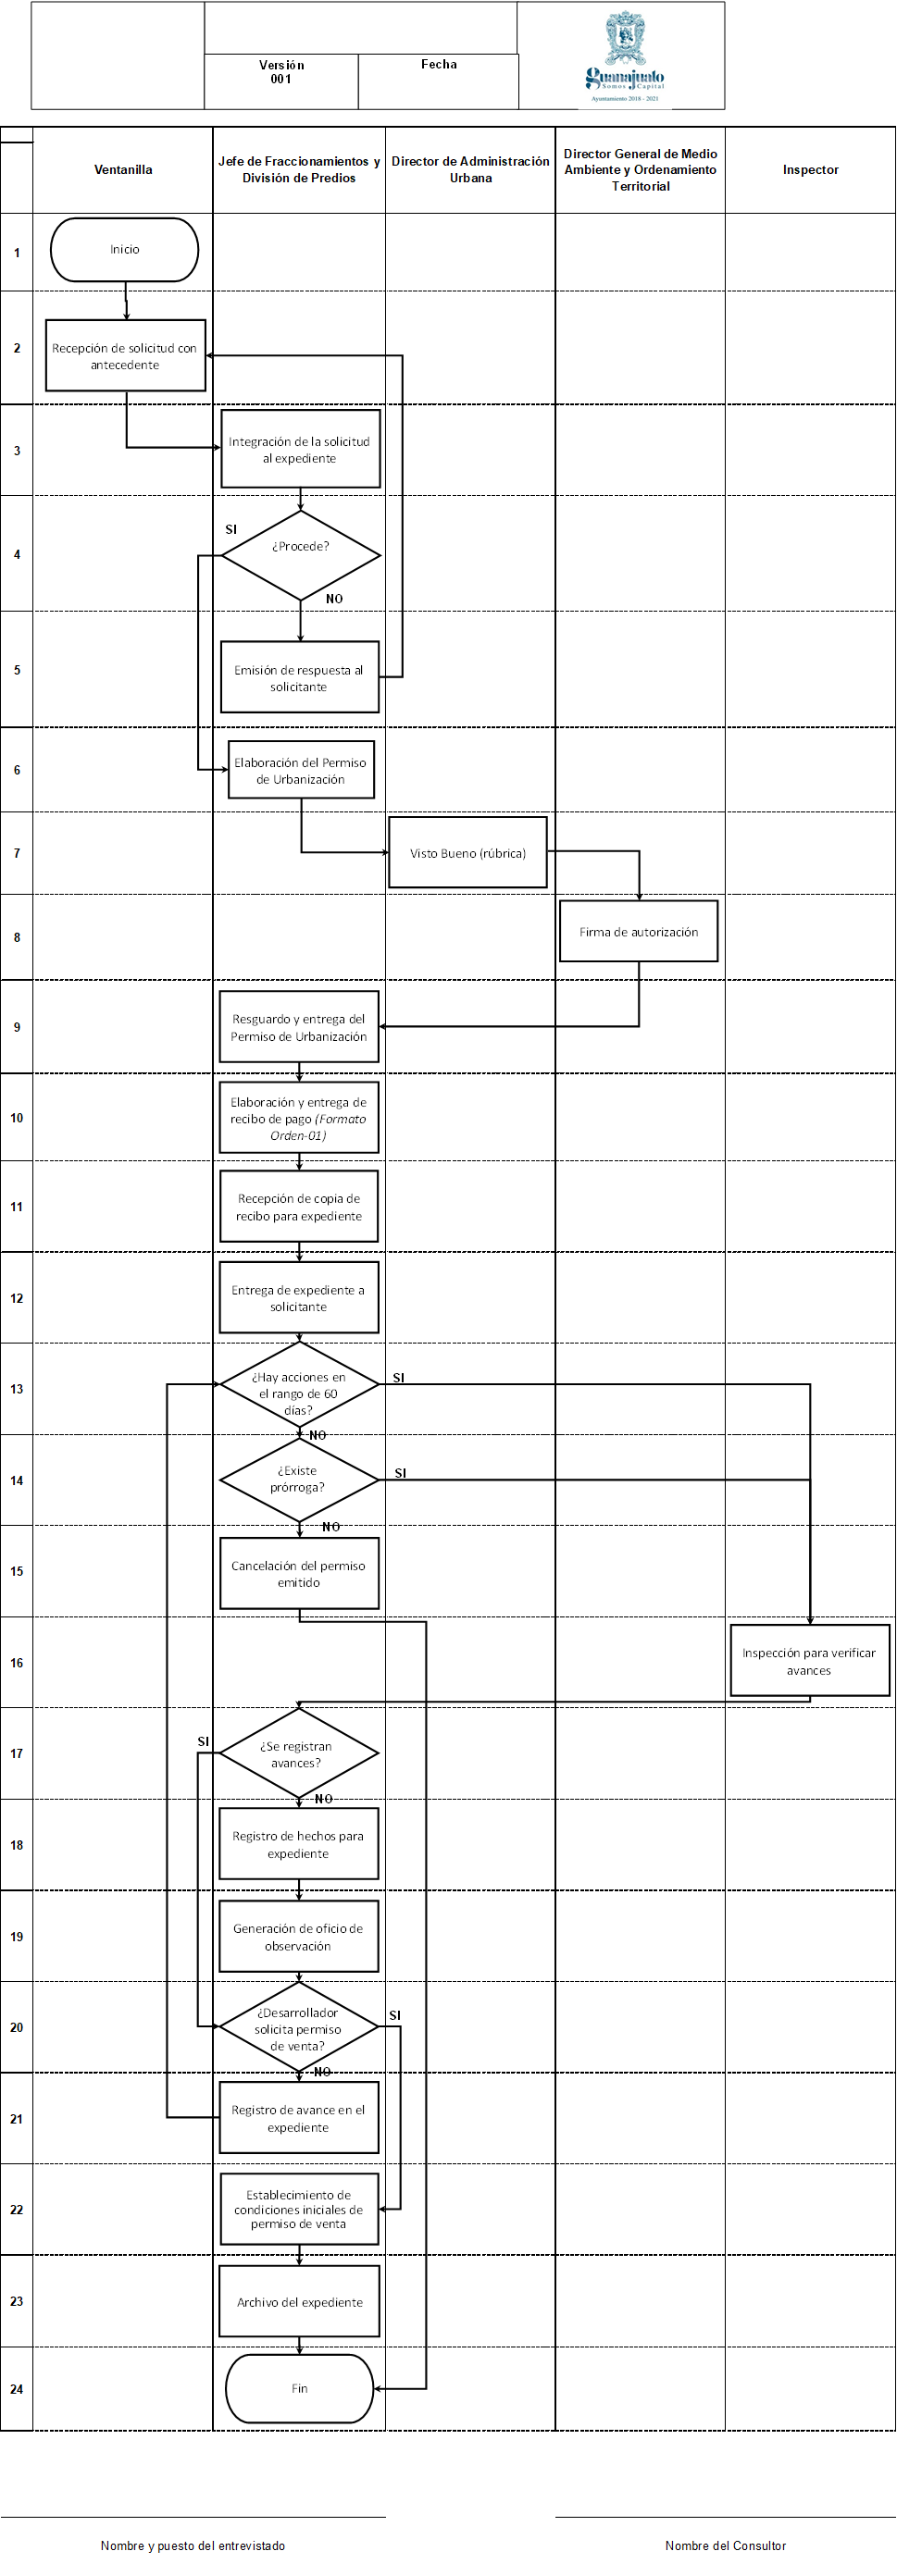 Versión
001
Fecha
Guanajuato
Somos Capital
Ayuntamiento 2018 - 2021
Ventanilla
Jefe de Fraccionamientos y
División de Predios
Director de Administración
Urbana
Director General de Medio
Ambiente y Ordenamiento
Territorial
Inspector
1
Inicio
2
Recepción de solicitud con
antecedente
3
Integración de la solicitud
al expediente
SI
4
¿Procede?
NO
5
Emisión de respuesta al
solicitante
6
Elaboración del Permiso
de Urbanización
7
Visto Bueno (rúbrica)
8
Firma de autorización
9
Resguardo y entrega del
Permiso de Urbanización
10
Elaboración y entrega de
recibo de pago (Formato
Orden-01)
11
Recepción de copia de
recibo para expediente
12
Entrega de expediente a
solicitante
13
¿Hay acciones en
el rango de 60
días?
SI
NO
14
¿Existe
prórroga?
SI
NO
15
Cancelación del permiso
emitido
16
Inspección para verificar
avances
SI
17
¿Se registran
avances?
NO
18
Registro de hechos para
expediente
19
Generación de oficio de
observación
20
¿Desarrollador
solicita permiso
de venta?
SI
NO
21
Registro de avance en el
expediente
22
Establecimiento de
condiciones iniciales de
permiso de venta
23
Archivo del expediente
24
Fin
Nombre y puesto del entrevistado
Nombre del Consultor